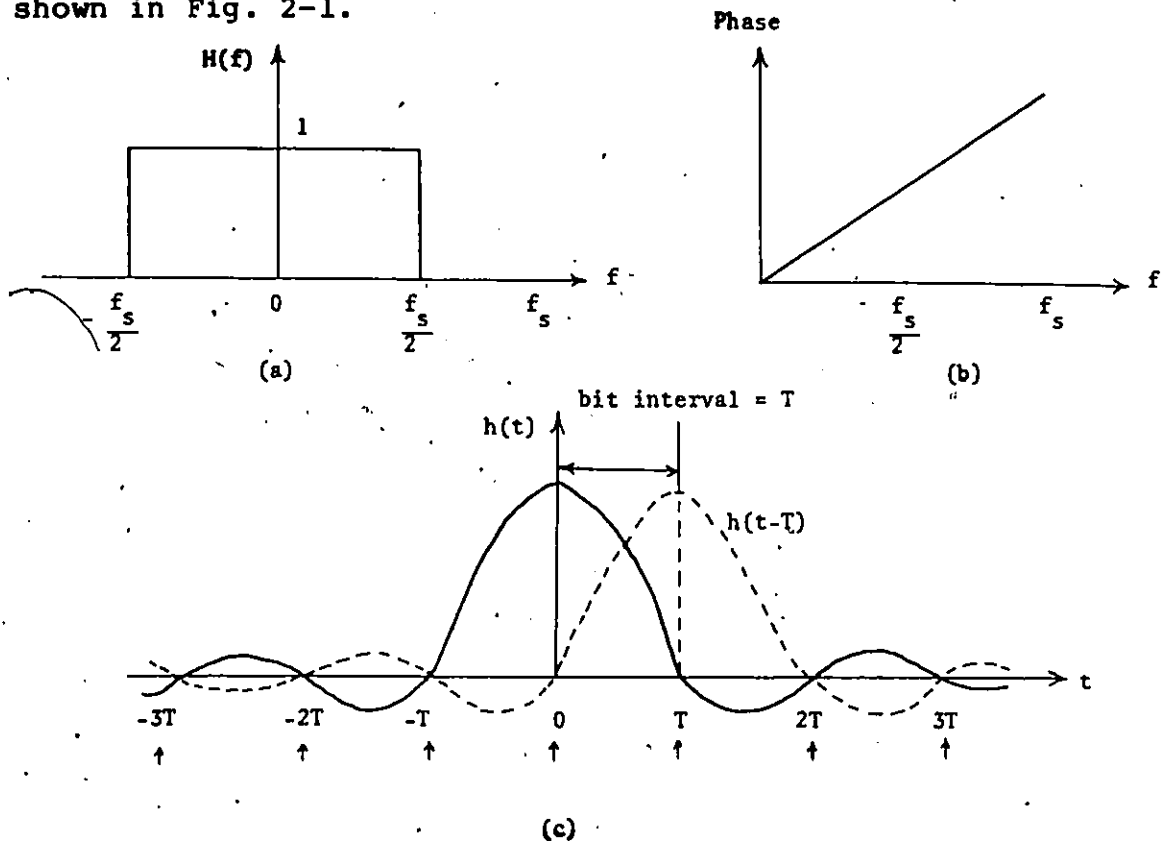 shown in Fig. 2-1.
H(f)
1
f
- f_s/2
0
f_s/2
f_s
(a)
Phase
f
f_s/2
f_s
(b)
bit interval = T
h(t)
h(t-T)
t
-3T
-2T
-T
0
T
2T
3T
(c)